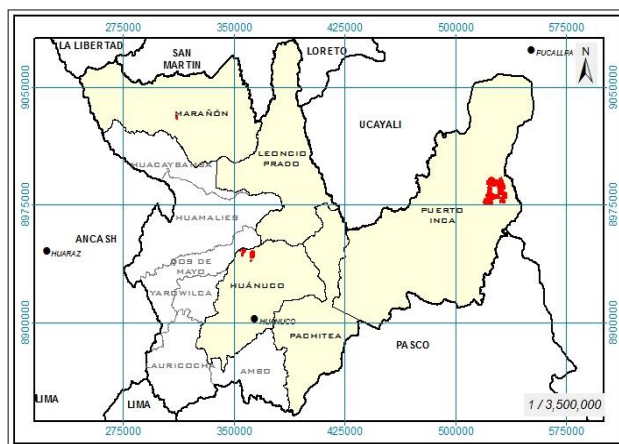 275000 350000 425000 500000 575000
LA LIBERTAD
SAN
MARTIN
LORETO
PUCALLPA
N
9050000
9050000
MARAÑÓN
UCAYALI
LEONCIO
PRADO
HUACAYBAMBA
8975000
8975000
HUAMALIES
PUERTO
INCA
ANCASH
HUARAZ
DOS DE
MAYO
YAROWILCA
HUÁNUCO
HUÁNUCO
8900000
8900000
PACHITEA
PASCO
LAURICOCHA
AMBO
LIMA
LIMA
1 / 3,500,000
275000 350000 425000 500000 575000